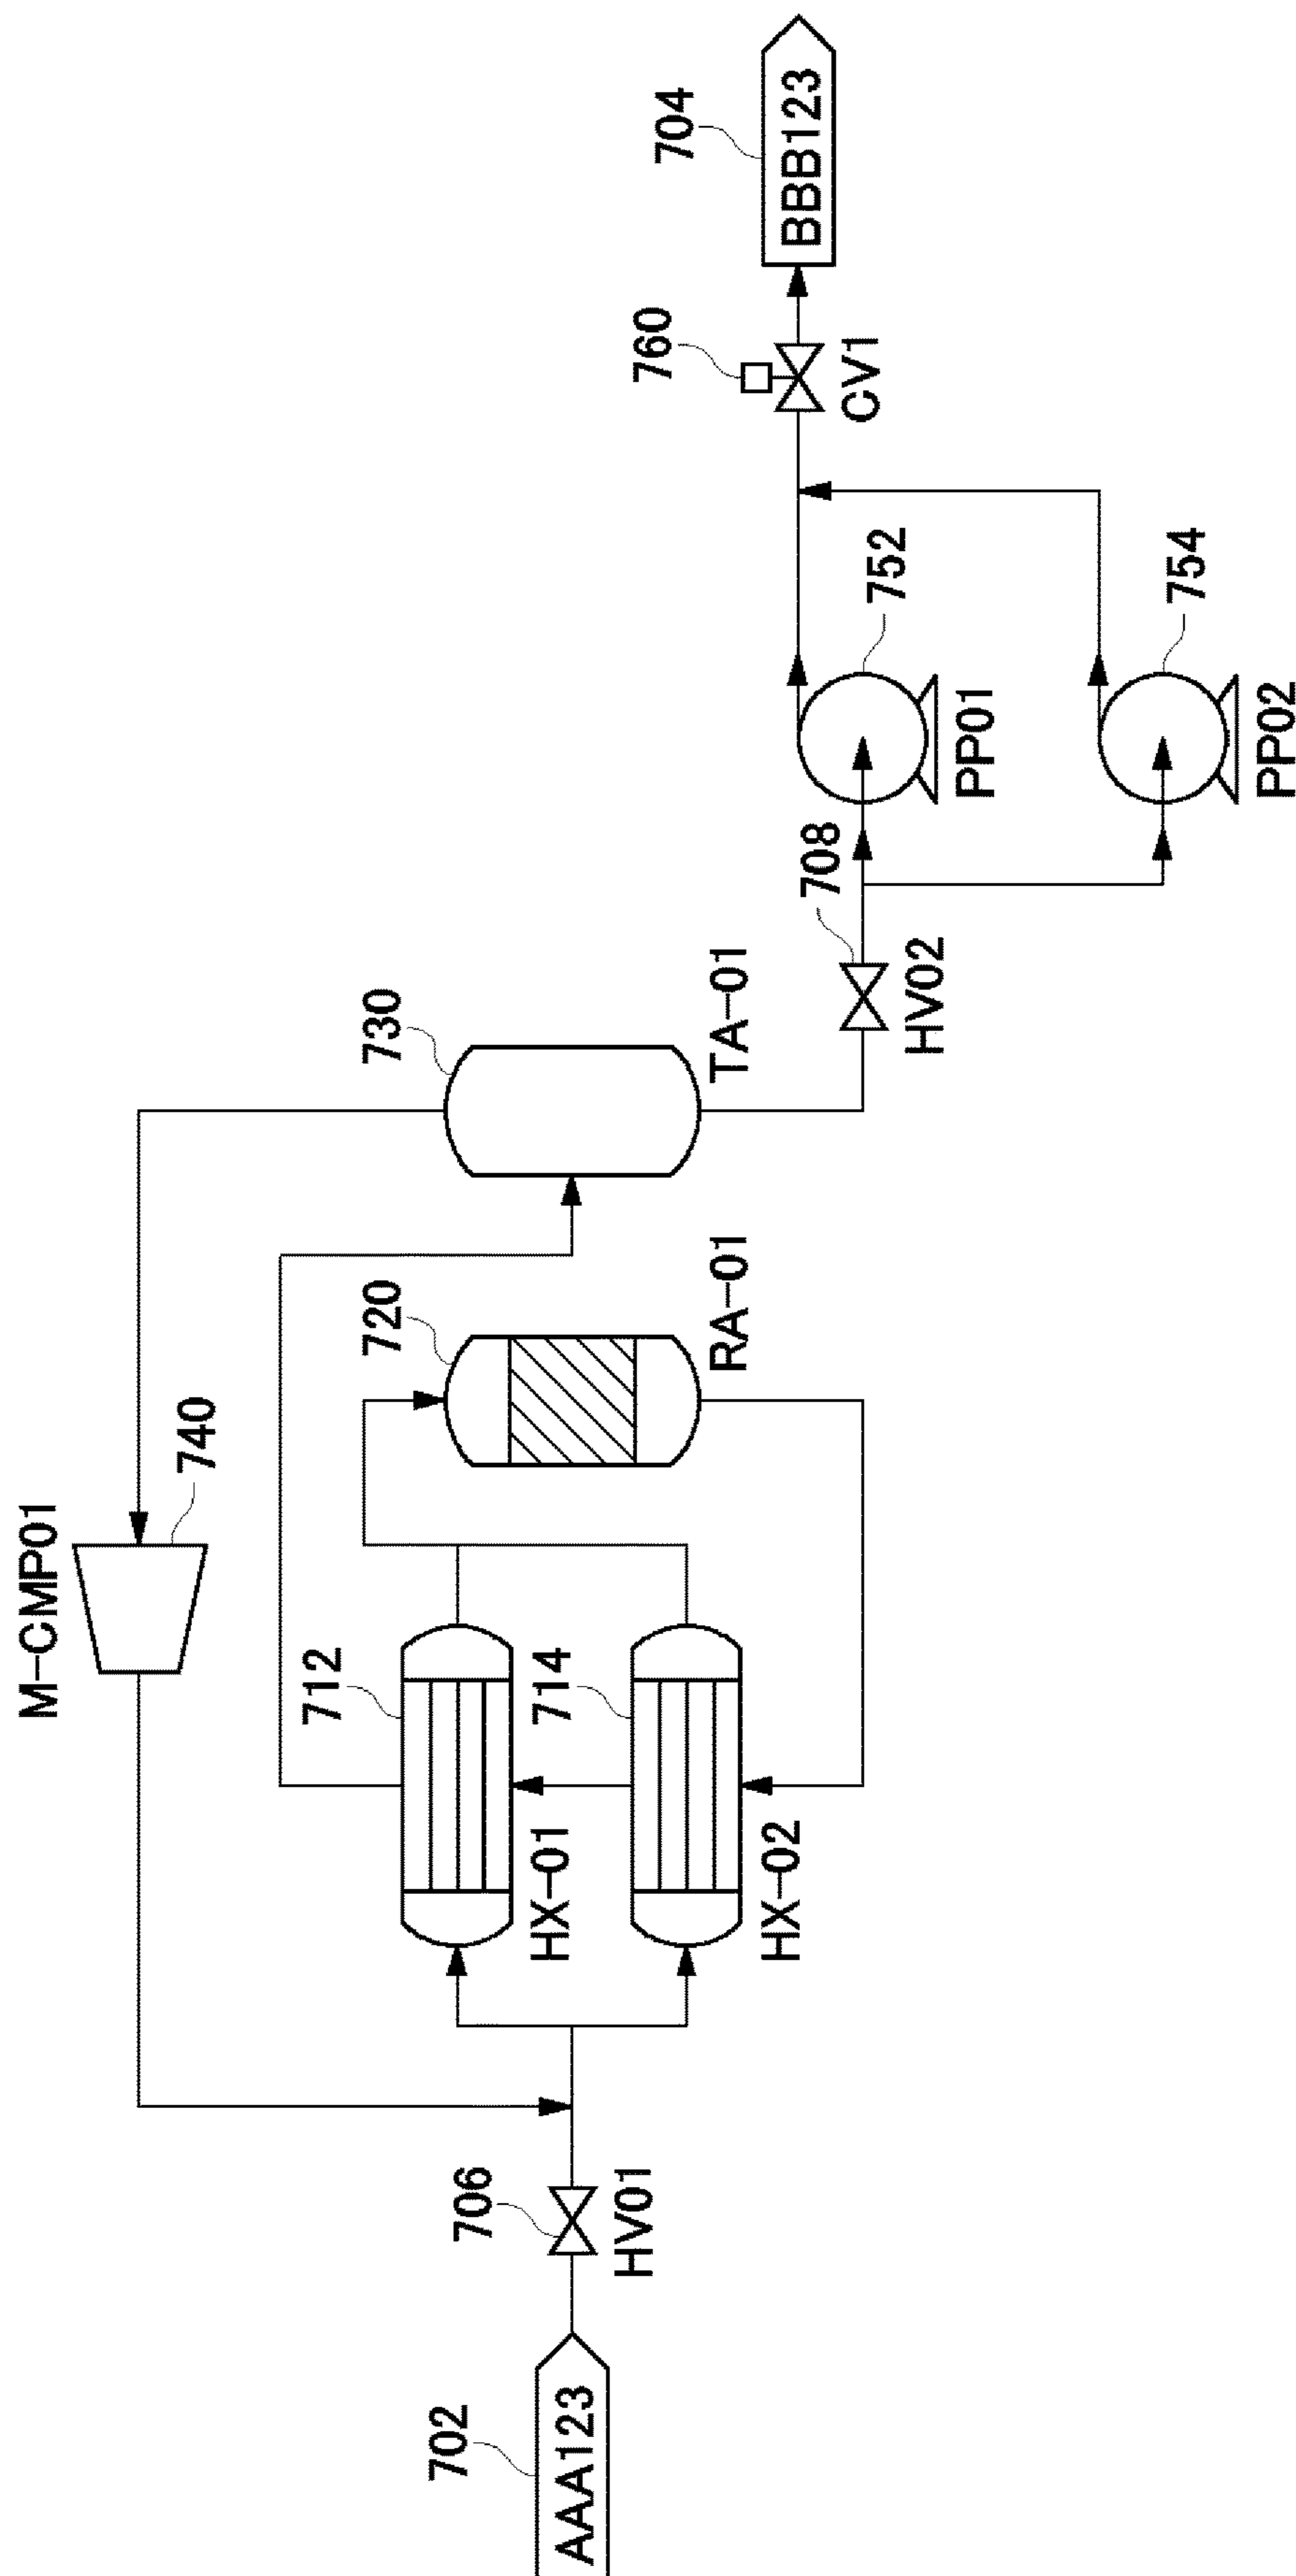 M-CMP01
740
712
720
730
704
BBB123
760
CV1
752
PP01
708
HV02
TA-01
RA-01
HX-01
714
HX-02
754
PP02
702
AAA123
706
HV01